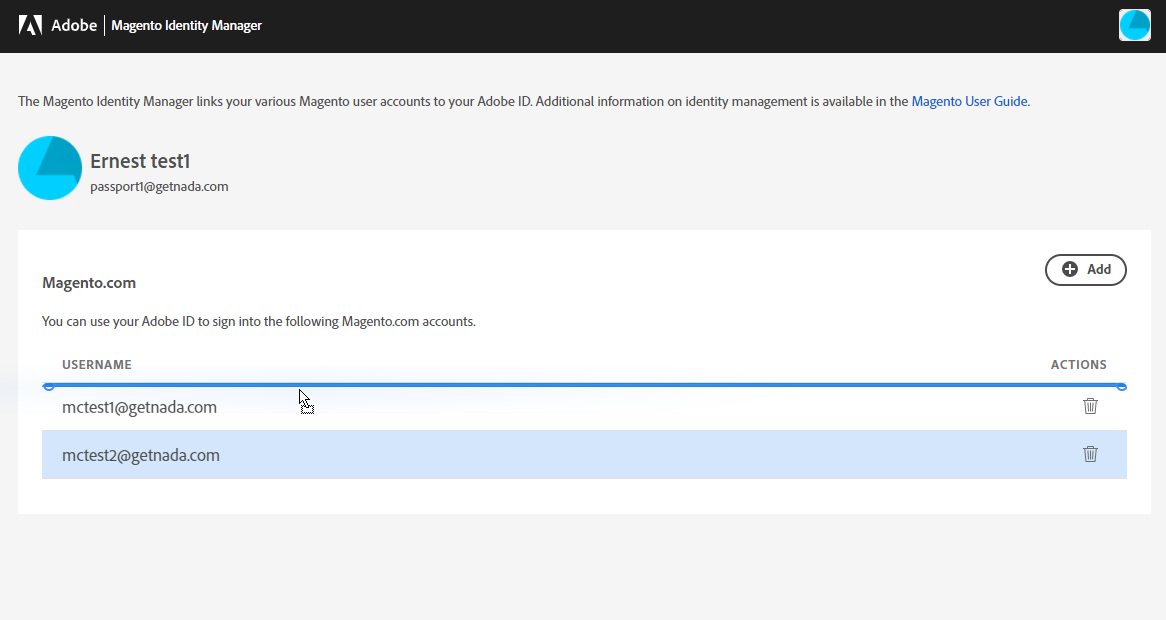 Adobe | Magento Identity Manager
The Magento Identity Manager links your various Magento user accounts to your Adobe ID. Additional information on identity management is available in the Magento User Guide.
Ernest test1
passport1@getnada.com
Add
Magento.com
You can use your Adobe ID to sign into the following Magento.com accounts.
USERNAME ACTIONS
mctest1@getnada.com
mctest2@getnada.com